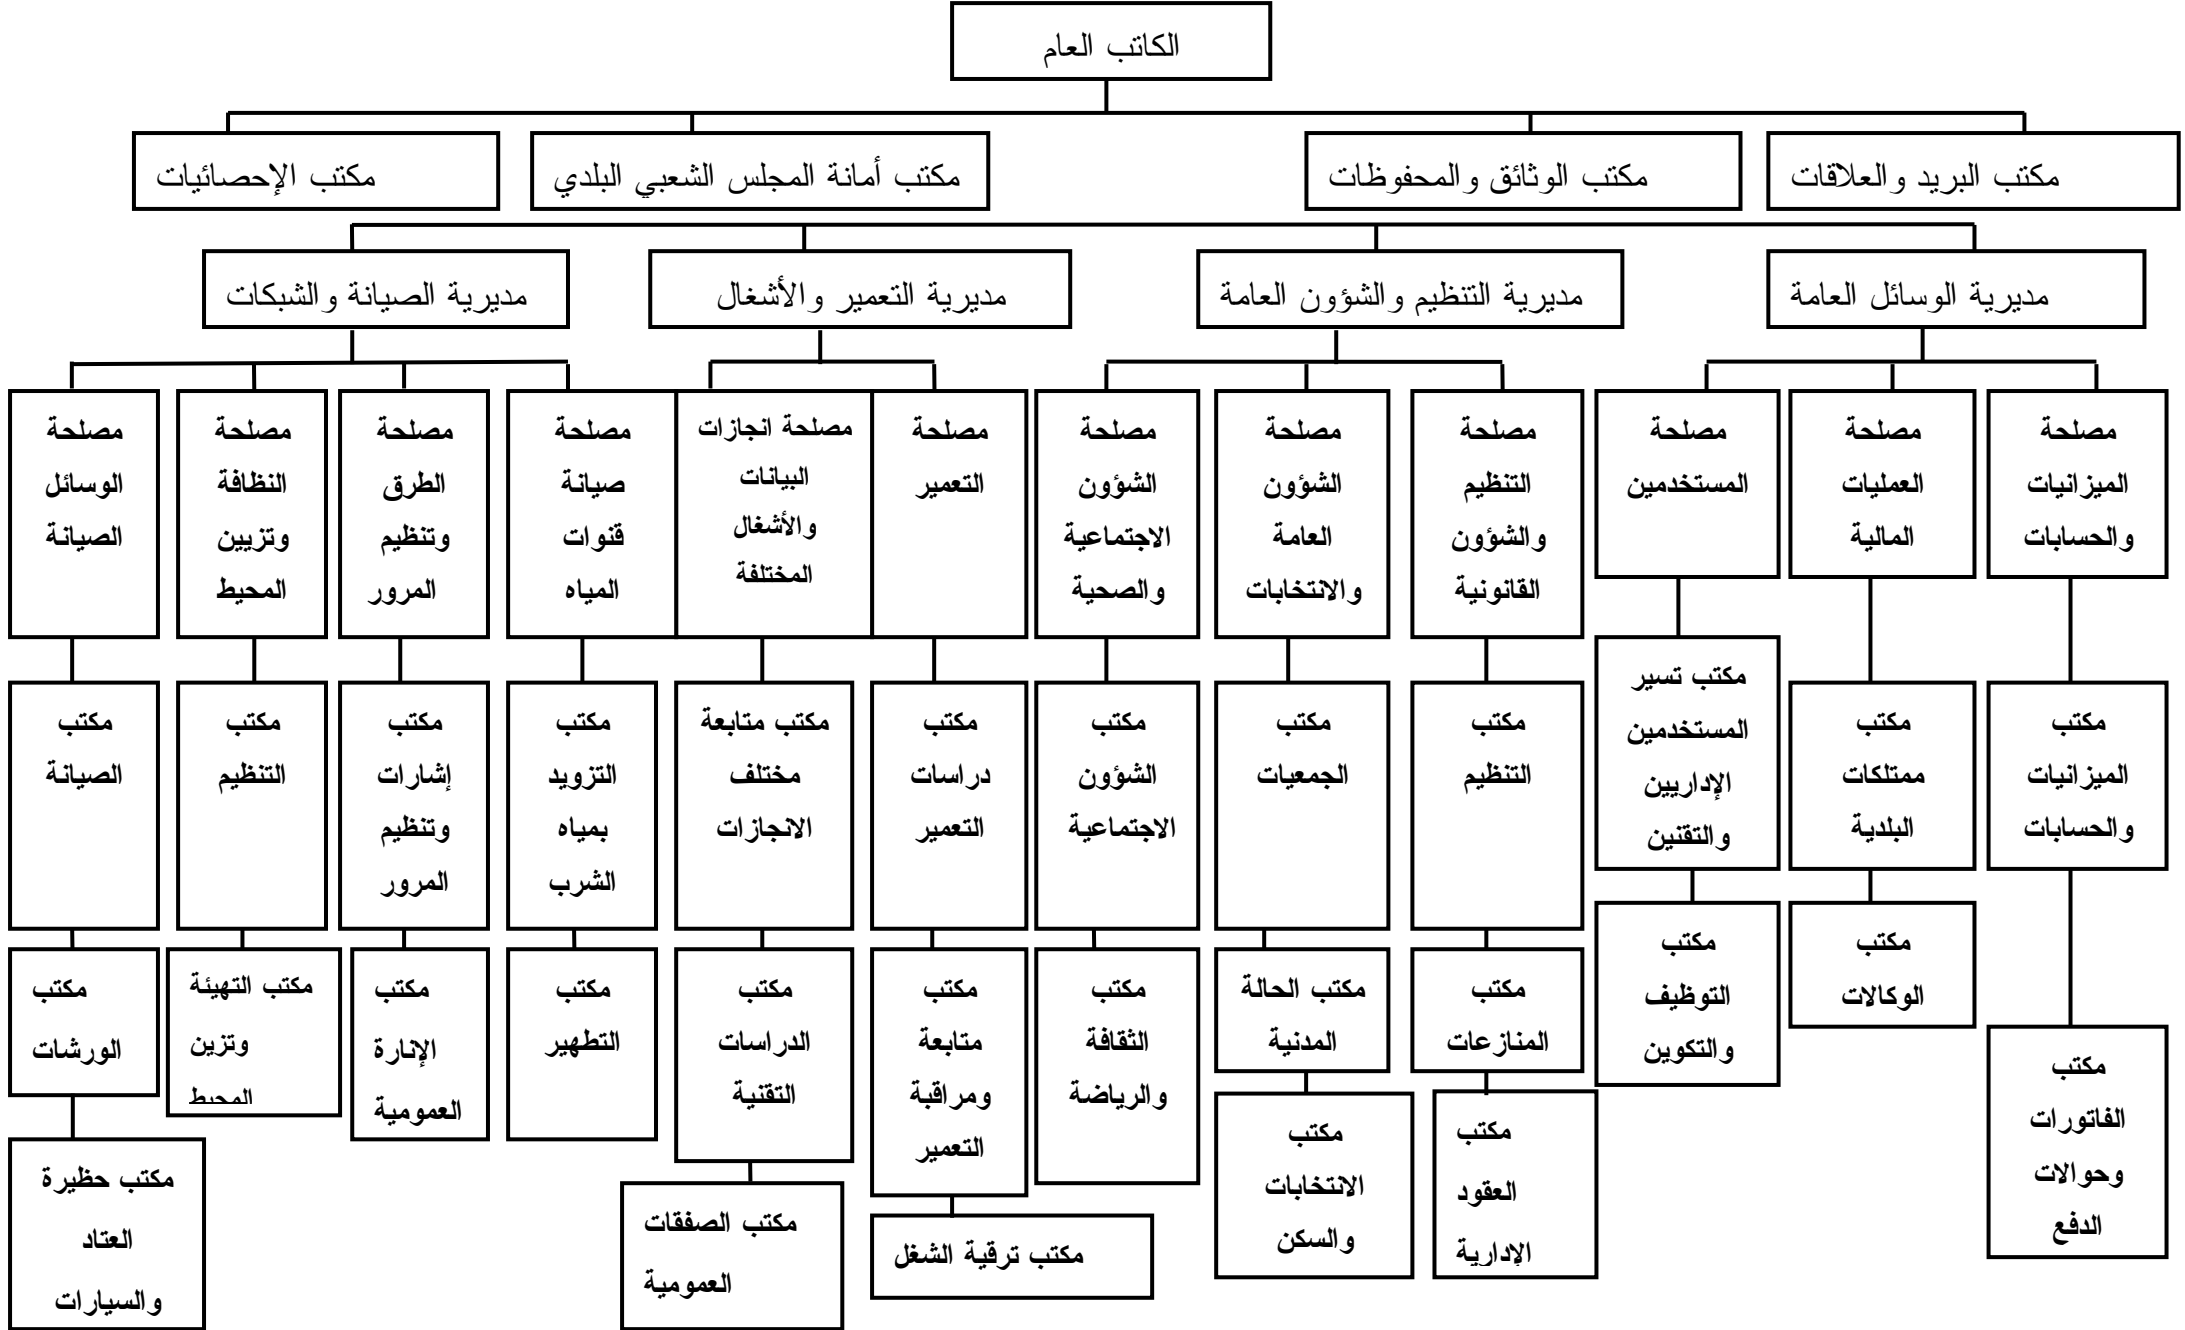 الكاتب العام
مكتب البريد والعلاقات
مكتب الوثائق والمحفوظات
مكتب أمانة المجلس الشعبي البلدي
مكتب الإحصائيات
مديرية الوسائل العامة
مديرية التنظيم والشؤون العامة
مديرية التعمير والأشغال
مديرية الصيانة والشبكات
مصلحة
الميزانيات
والحسابات
مصلحة
العمليات
المالية
مصلحة
المستخدمين
مصلحة
التنظيم
والشؤون
القانونية
مصلحة
الشؤون
العامة
والانتخابات
مصلحة
الشؤون
الاجتماعية
والصحية
مصلحة
التعمير
مصلحة انجازات
البيانات
والأشغال
المختلفة
مصلحة
صيانة
قنوات
المياه
مصلحة
الطرق
وتنظيم
المرور
مصلحة
النظافة
وتزيين
المحيط
مصلحة
الوسائل
الصيانة
مكتب
الميزانيات
والحسابات
مكتب
ممتلكات
البلدية
مكتب تسير
المستخدمين
الإداريين
والتقنين
مكتب
التنظيم
مكتب
الجمعيات
مكتب
الشؤون
الاجتماعية
مكتب
دراسات
التعمير
مكتب متابعة
مختلف
الانجازات
مكتب
التزويد
بمياه
الشرب
مكتب
إشارات
وتنظيم
المرور
مكتب
التنظيم
مكتب
الصيانة
مكتب
الفاتورات
وحوالات
الدفع
مكتب
الوكالات
مكتب
التوظيف
والتكوين
مكتب
المنازعات
مكتب الحالة
المدنية
مكتب
الثقافة
والرياضة
مكتب
متابعة
ومراقبة
التعمير
مكتب
الدراسات
التقنية
مكتب
التطهير
مكتب
الإنارة
العمومية
مكتب التهيئة
وتزين
المحيط
مكتب
الورشات
مكتب
العقود
الإدارية
مكتب
الانتخابات
والسكن
مكتب ترقية الشغل
مكتب الصفقات
العمومية
مكتب حظيرة
العتاد
والسيارات